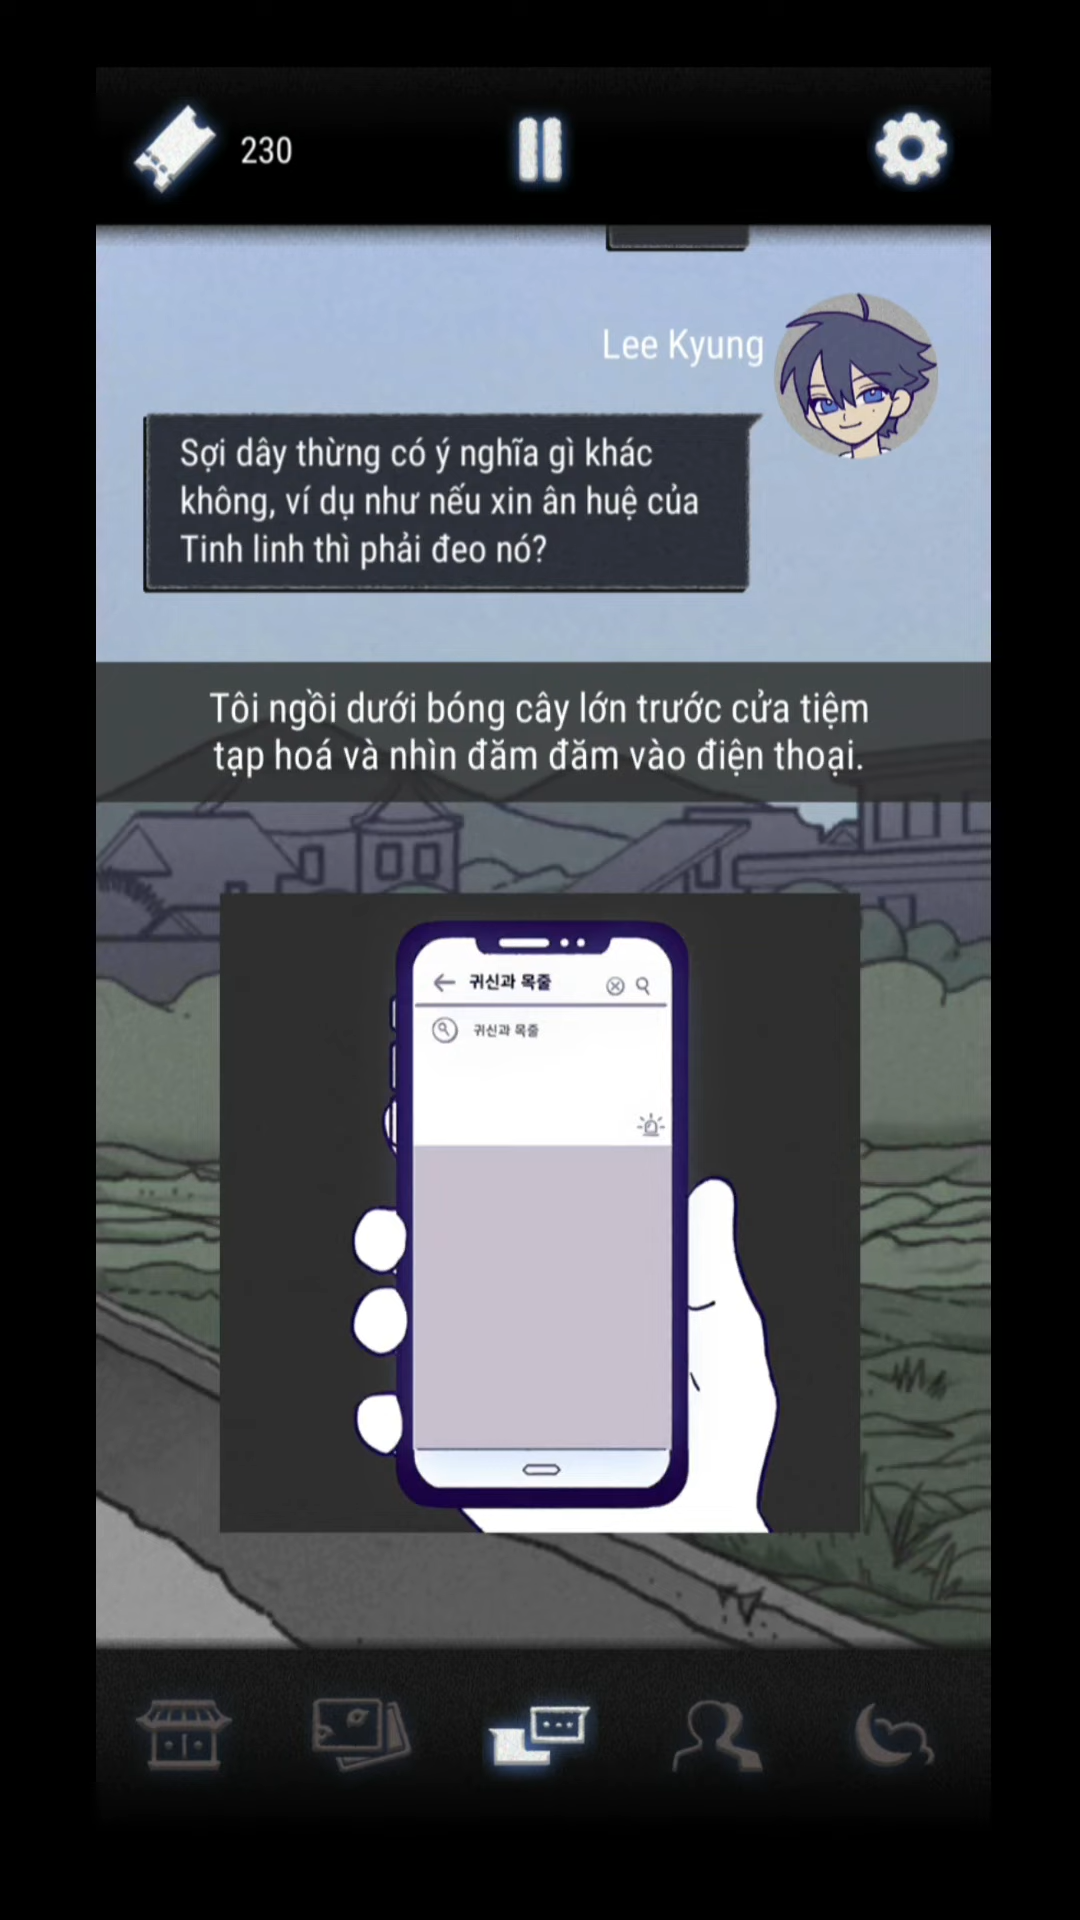 230
Lee Kyung
Sợi dây thừng có ý nghĩa gì khác
không, ví dụ như nếu xin ân huệ của
Tinh linh thì phải đeo nó?
Tôi ngồi dưới bóng cây lớn trước cửa tiệm
tạp hoá và nhìn đăm đăm vào điện thoại.
귀신과 목줄
귀신과 목줄